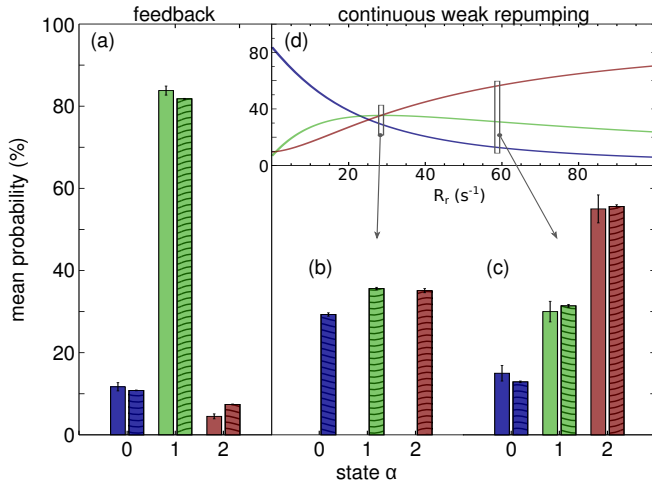 feedback
continuous weak repumping
(a)
(d)
100
80
60
40
20
0
mean probability (%)
80
40
0
20
40
60
80
R_r (s⁻¹)
(b)
(c)
0
1
2
0
1
2
0
1
2
state α